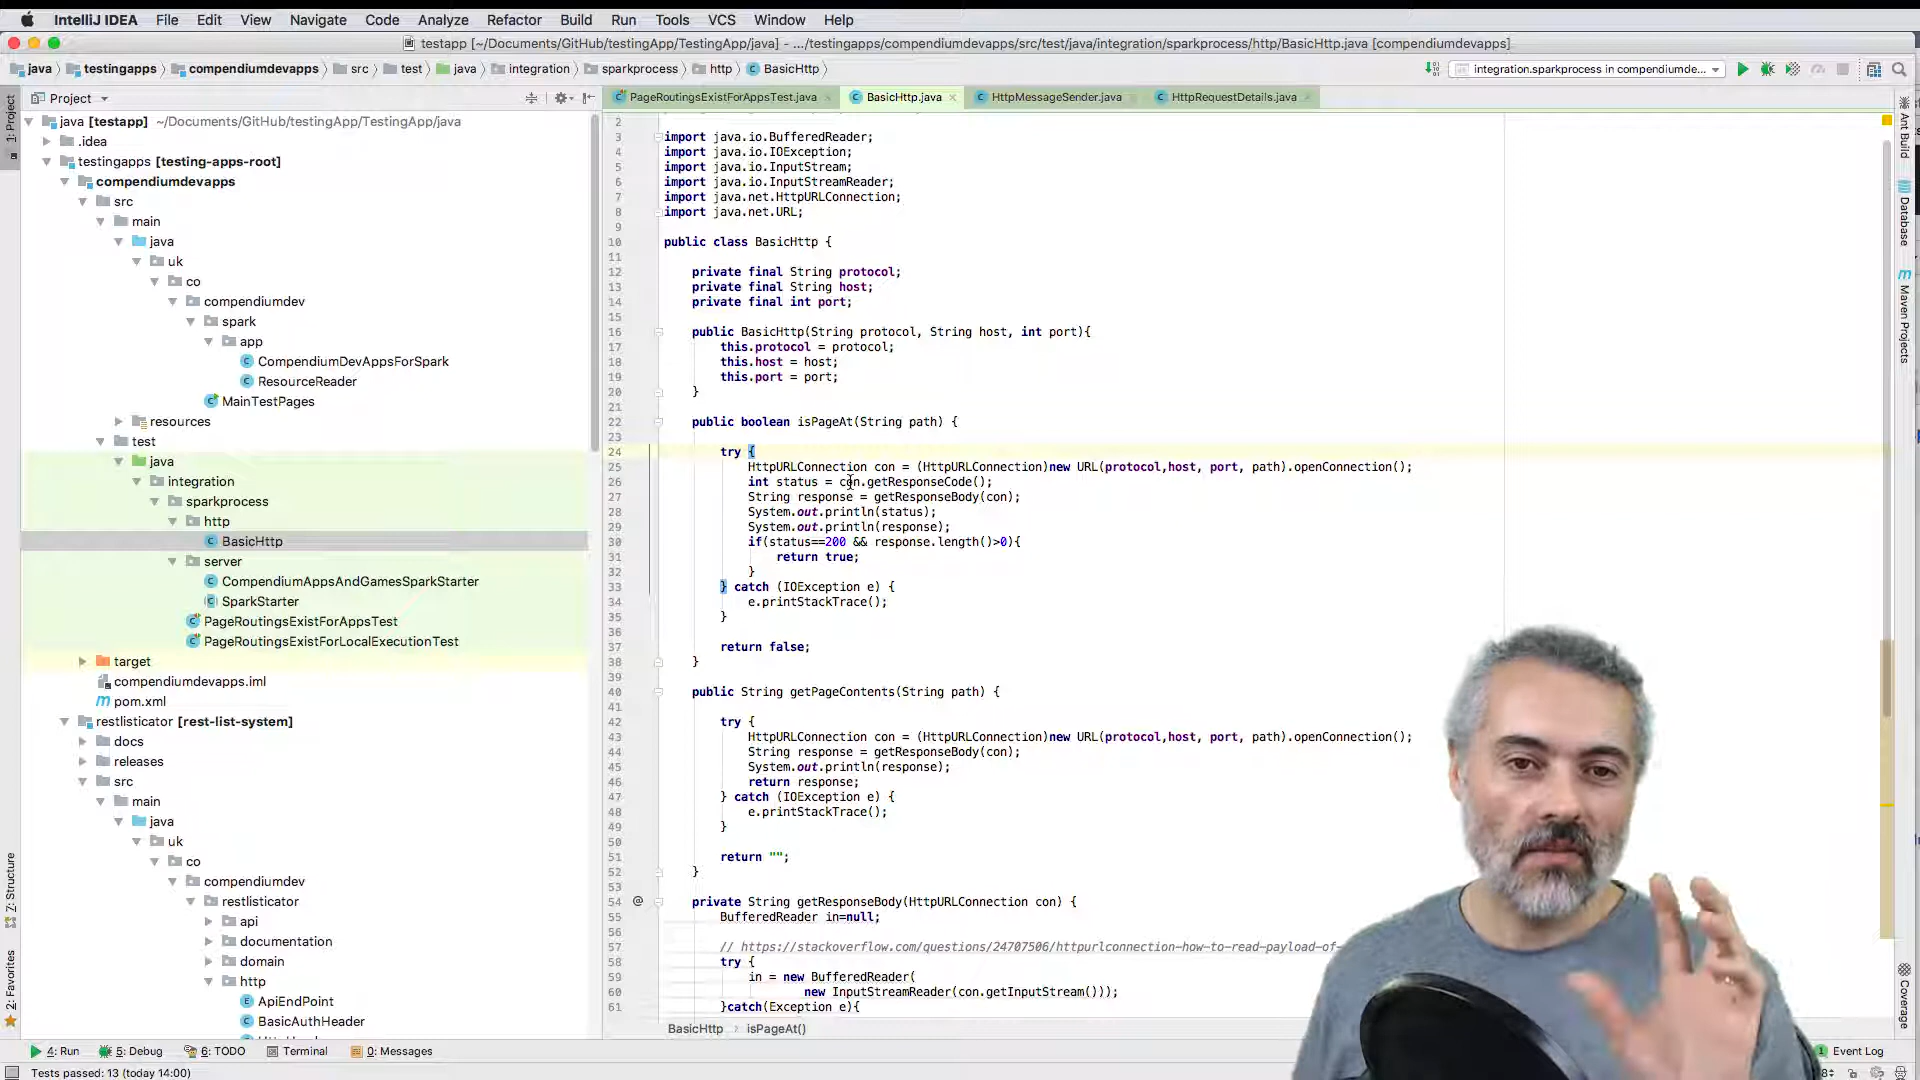 IntelliJ IDEA File Edit View Navigate Code Analyze Refactor Build Run Tools VCS Window Help
testapp [~/Documents/GitHub/testingApp/TestingApp/java] - .../testingapps/compendiumdevapps/src/test/java/integration/sparkprocess/http/BasicHttp.java [compendiumdevapps]
java testingapps compendiumdevapps src test java integration sparkprocess http BasicHttp
integration.sparkprocess in compendiumde...
Project
PageRoutingsExistForAppsTest.java BasicHttp.java HttpMessageSender.java HttpRequestDetails.java
1: Project
Z: Structure
2: Favorites
java [testapp] ~/Documents/GitHub/testingApp/TestingApp/java
.idea
testingapps [testing-apps-root]
compendiumdevapps
src
main
java
uk
co
compendiumdev
spark
app
CompendiumDevAppsForSpark
ResourceReader
MainTestPages
resources
test
java
integration
sparkprocess
http
BasicHttp
server
CompendiumAppsAndGamesSparkStarter
SparkStarter
PageRoutingsExistForAppsTest
PageRoutingsExistForLocalExecutionTest
target
compendiumdevapps.iml
pom.xml
restlisticator [rest-list-system]
docs
releases
src
main
java
uk
co
compendiumdev
restlisticator
api
documentation
domain
http
ApiEndPoint
BasicAuthHeader
2
3 import java.io.BufferedReader;
4 import java.io.IOException;
5 import java.io.InputStream;
6 import java.io.InputStreamReader;
7 import java.net.HttpURLConnection;
8 import java.net.URL;
9
10 public class BasicHttp {
11
12 private final String protocol;
13 private final String host;
14 private final int port;
15
16 public BasicHttp(String protocol, String host, int port){
17 this.protocol = protocol;
18 this.host = host;
19 this.port = port;
20 }
21
22 public boolean isPageAt(String path) {
23
24 try {
25 HttpURLConnection con = (HttpURLConnection)new URL(protocol,host, port, path).openConnection();
26 int status = con.getResponseCode();
27 String response = getResponseBody(con);
28 System.out.println(status);
29 System.out.println(response);
30 if(status==200 && response.length()>0){
31 return true;
32 }
33 } catch (IOException e) {
34 e.printStackTrace();
35 }
36
37 return false;
38 }
39
40 public String getPageContents(String path) {
41
42 try {
43 HttpURLConnection con = (HttpURLConnection)new URL(protocol,host, port, path).openConnection();
44 String response = getResponseBody(con);
45 System.out.println(response);
46 return response;
47 } catch (IOException e) {
48 e.printStackTrace();
49 }
50
51 return "";
52 }
53
54 @ private String getResponseBody(HttpURLConnection con) {
55 BufferedReader in=null;
56
57 // https://stackoverflow.com/questions/24707506/httpurlconnection-how-to-read-payload-of-
58 try {
59 in = new BufferedReader(
60 new InputStreamReader(con.getInputStream()));
61 }catch(Exception e){
BasicHttp isPageAt()
Ant Build
Database
Maven Projects
Coverage
4: Run 5: Debug 6: TODO Terminal 0: Messages 1 Event Log
Tests passed: 13 (today 14:00)